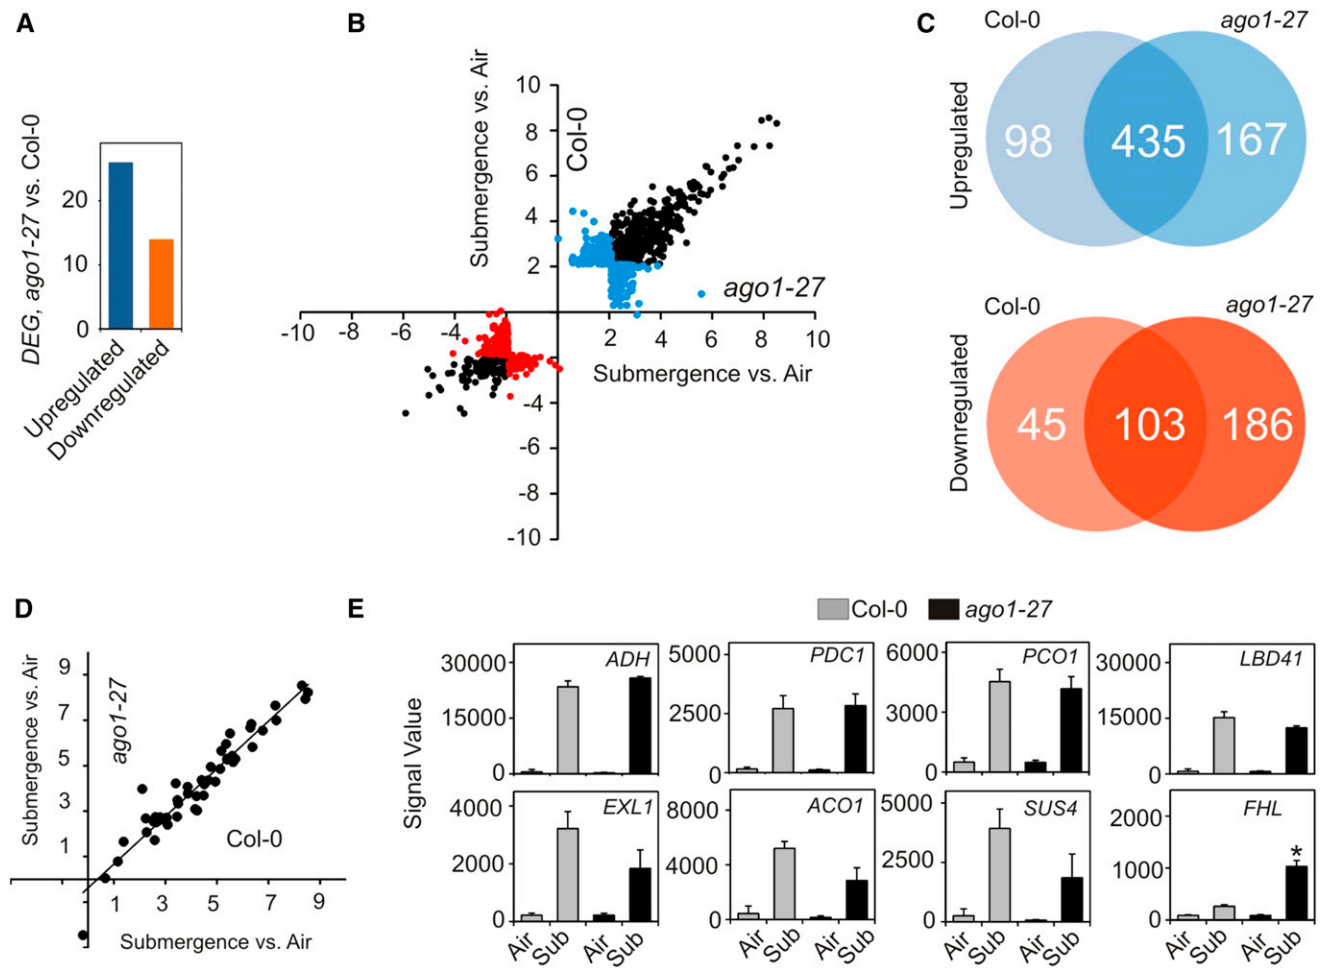 A
DEG, ago1-27 vs. Col-0
20
10
0
Upregulated
Downregulated
B
Submergence vs. Air
Col-0
10
8
6
4
2
-10
-8
-6
-4
2
4
6
8
10
ago1-27
Submergence vs. Air
-4
-6
-8
-10
C
Col-0
ago1-27
Upregulated
98
435
167
Col-0
ago1-27
Downregulated
45
103
186
D
Submergence vs. Air
ago1-27
9
7
5
3
1
Col-0
1
3
5
7
9
Submergence vs. Air
E
Col-0
ago1-27
Signal Value
30000
15000
0
ADH
5000
2500
0
PDC1
6000
3000
0
PCO1
30000
15000
0
LBD41
4000
2000
0
EXL1
8000
4000
0
ACO1
5000
2500
0
SUS4
2000
1000
0
FHL
*
Air
Sub
Air
Sub
Air
Sub
Air
Sub
Air
Sub
Air
Sub
Air
Sub
Air
Sub